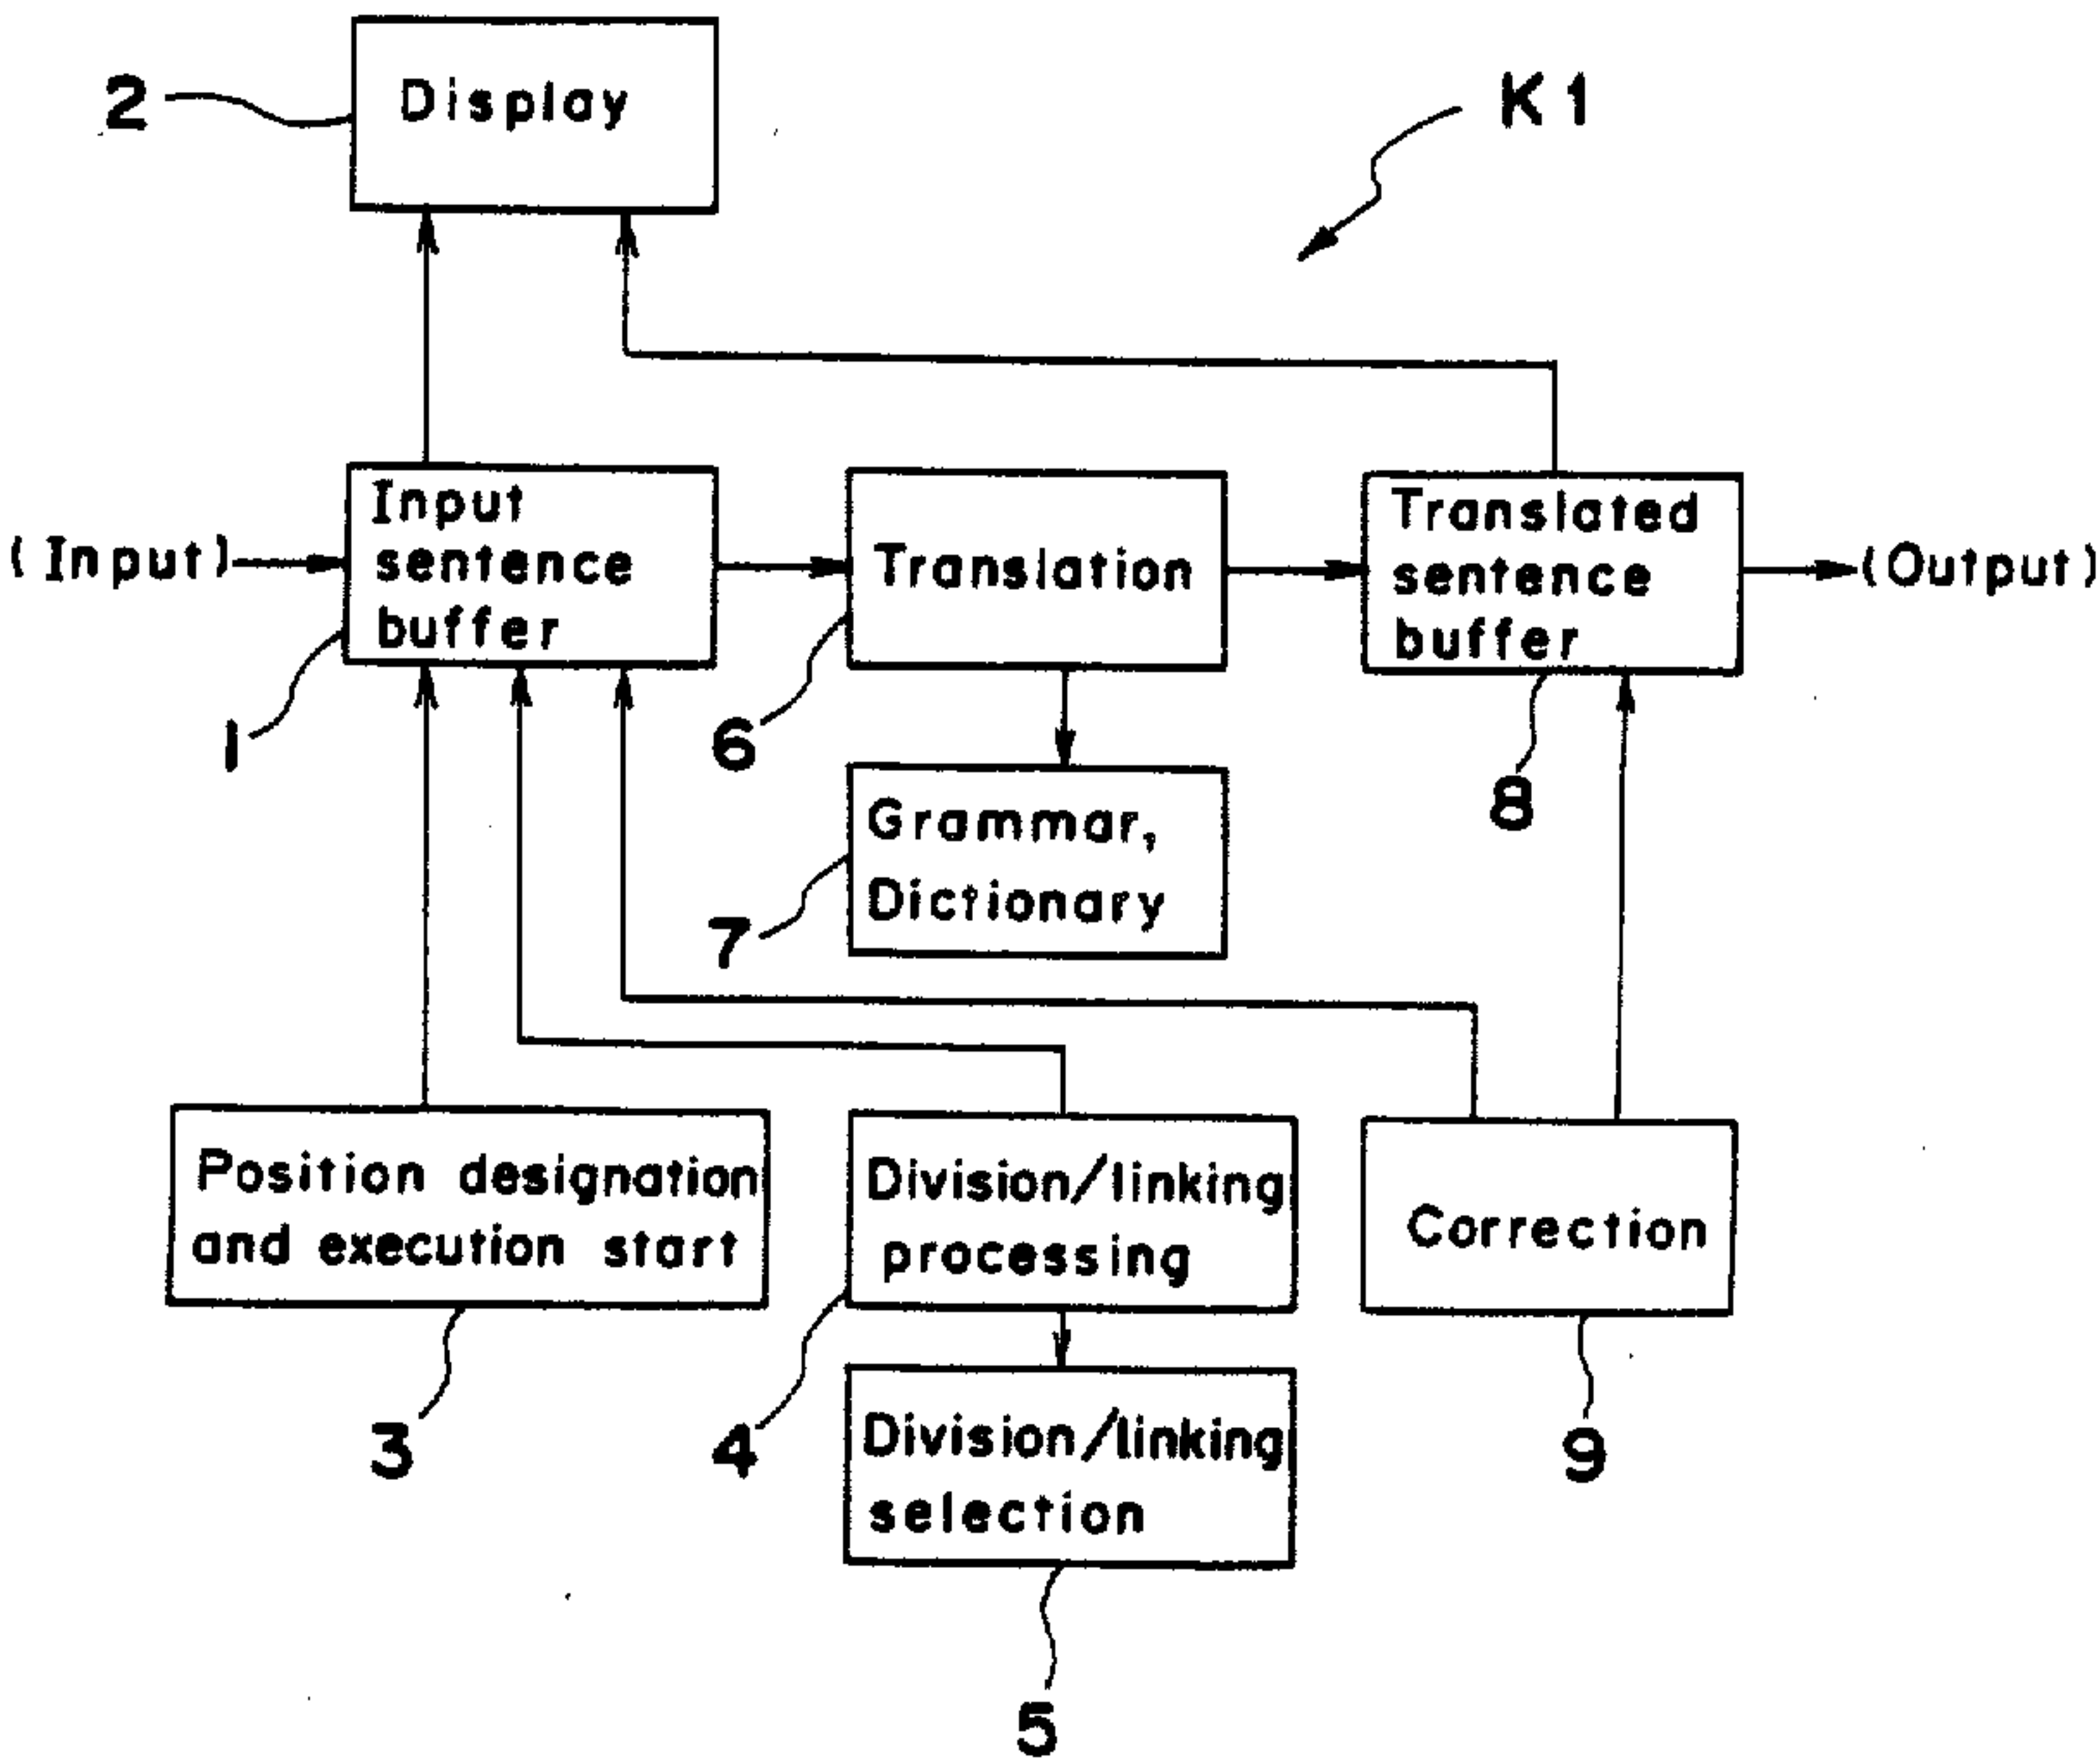 2
Display
K1
(Input)
Input
sentence
buffer
Translation
Translated
sentence
buffer
(Output)
1
6
8
Grammar,
Dictionary
7
Position designation
and execution start
Division/linking
processing
Correction
3
4
9
Division/linking
selection
5